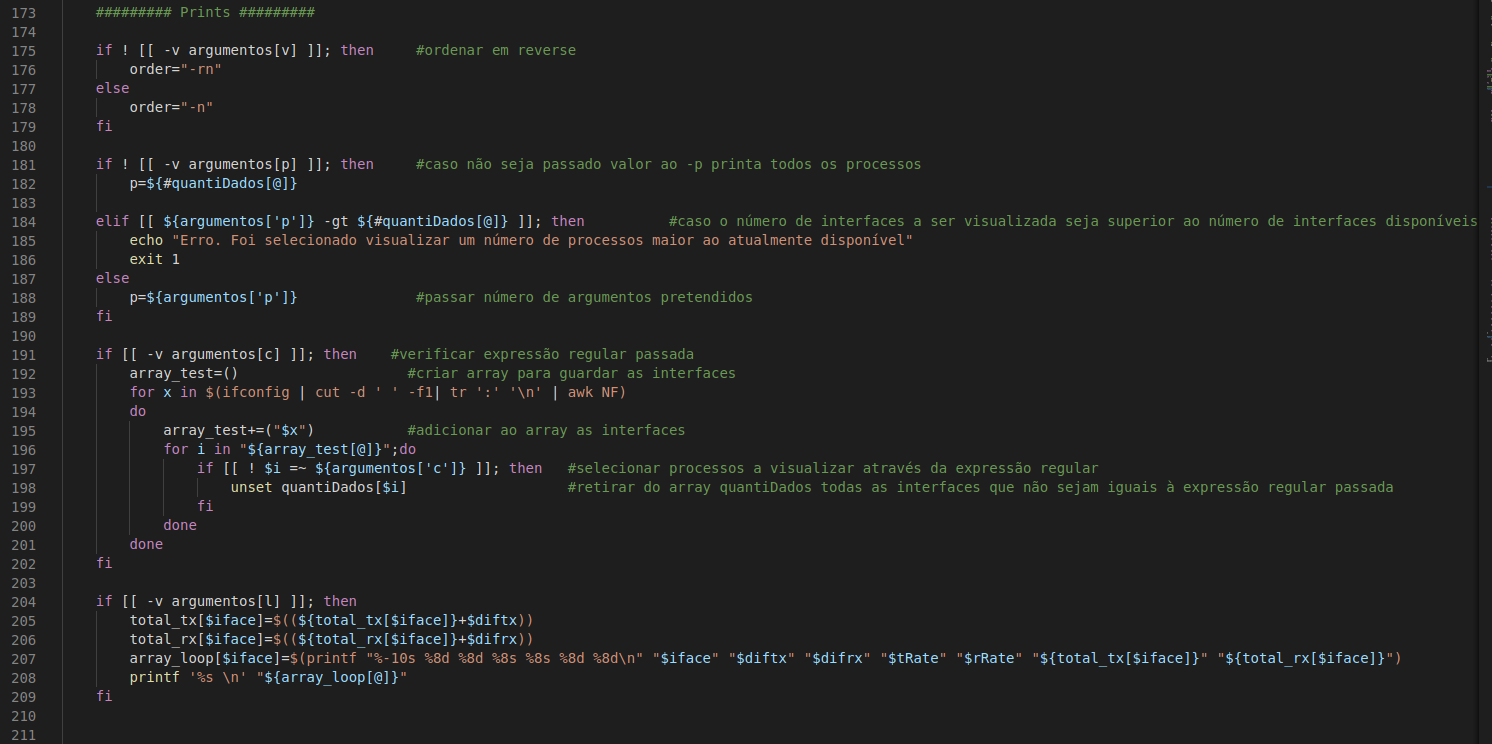 173 ######### Prints #########
174
175 if ! [[ -v argumentos[v] ]]; then #ordenar em reverse
176 order="-rn"
177 else
178 order="-n"
179 fi
180
181 if ! [[ -v argumentos[p] ]]; then #caso não seja passado valor ao -p printa todos os processos
182 p=${#quantiDados[@]}
183
184 elif [[ ${argumentos['p']} -gt ${#quantiDados[@]} ]]; then #caso o número de interfaces a ser visualizada seja superior ao número de interfaces disponíveis
185 echo "Erro. Foi selecionado visualizar um número de processos maior ao atualmente disponível"
186 exit 1
187 else
188 p=${argumentos['p']} #passar número de argumentos pretendidos
189 fi
190
191 if [[ -v argumentos[c] ]]; then #verificar expressão regular passada
192 array_test=() #criar array para guardar as interfaces
193 for x in $(ifconfig | cut -d ' ' -f1| tr ':' '\n' | awk NF)
194 do
195 array_test+=("$x") #adicionar ao array as interfaces
196 for i in "${array_test[@]}";do
197 if [[ ! $i =~ ${argumentos['c']} ]]; then #selecionar processos a visualizar através da expressão regular
198 unset quantiDados[$i] #retirar do array quantiDados todas as interfaces que não sejam iguais à expressão regular passada
199 fi
200 done
201 done
202 fi
203
204 if [[ -v argumentos[l] ]]; then
205 total_tx[$iface]=$((${total_tx[$iface]}+$diftx))
206 total_rx[$iface]=$((${total_rx[$iface]}+$difrx))
207 array_loop[$iface]=$(printf "%-10s %8d %8d %8s %8s %8d %8d\n" "$iface" "$diftx" "$difrx" "$tRate" "$rRate" "${total_tx[$iface]}" "${total_rx[$iface]}")
208 printf '%s \n' "${array_loop[@]}"
209 fi
210
211